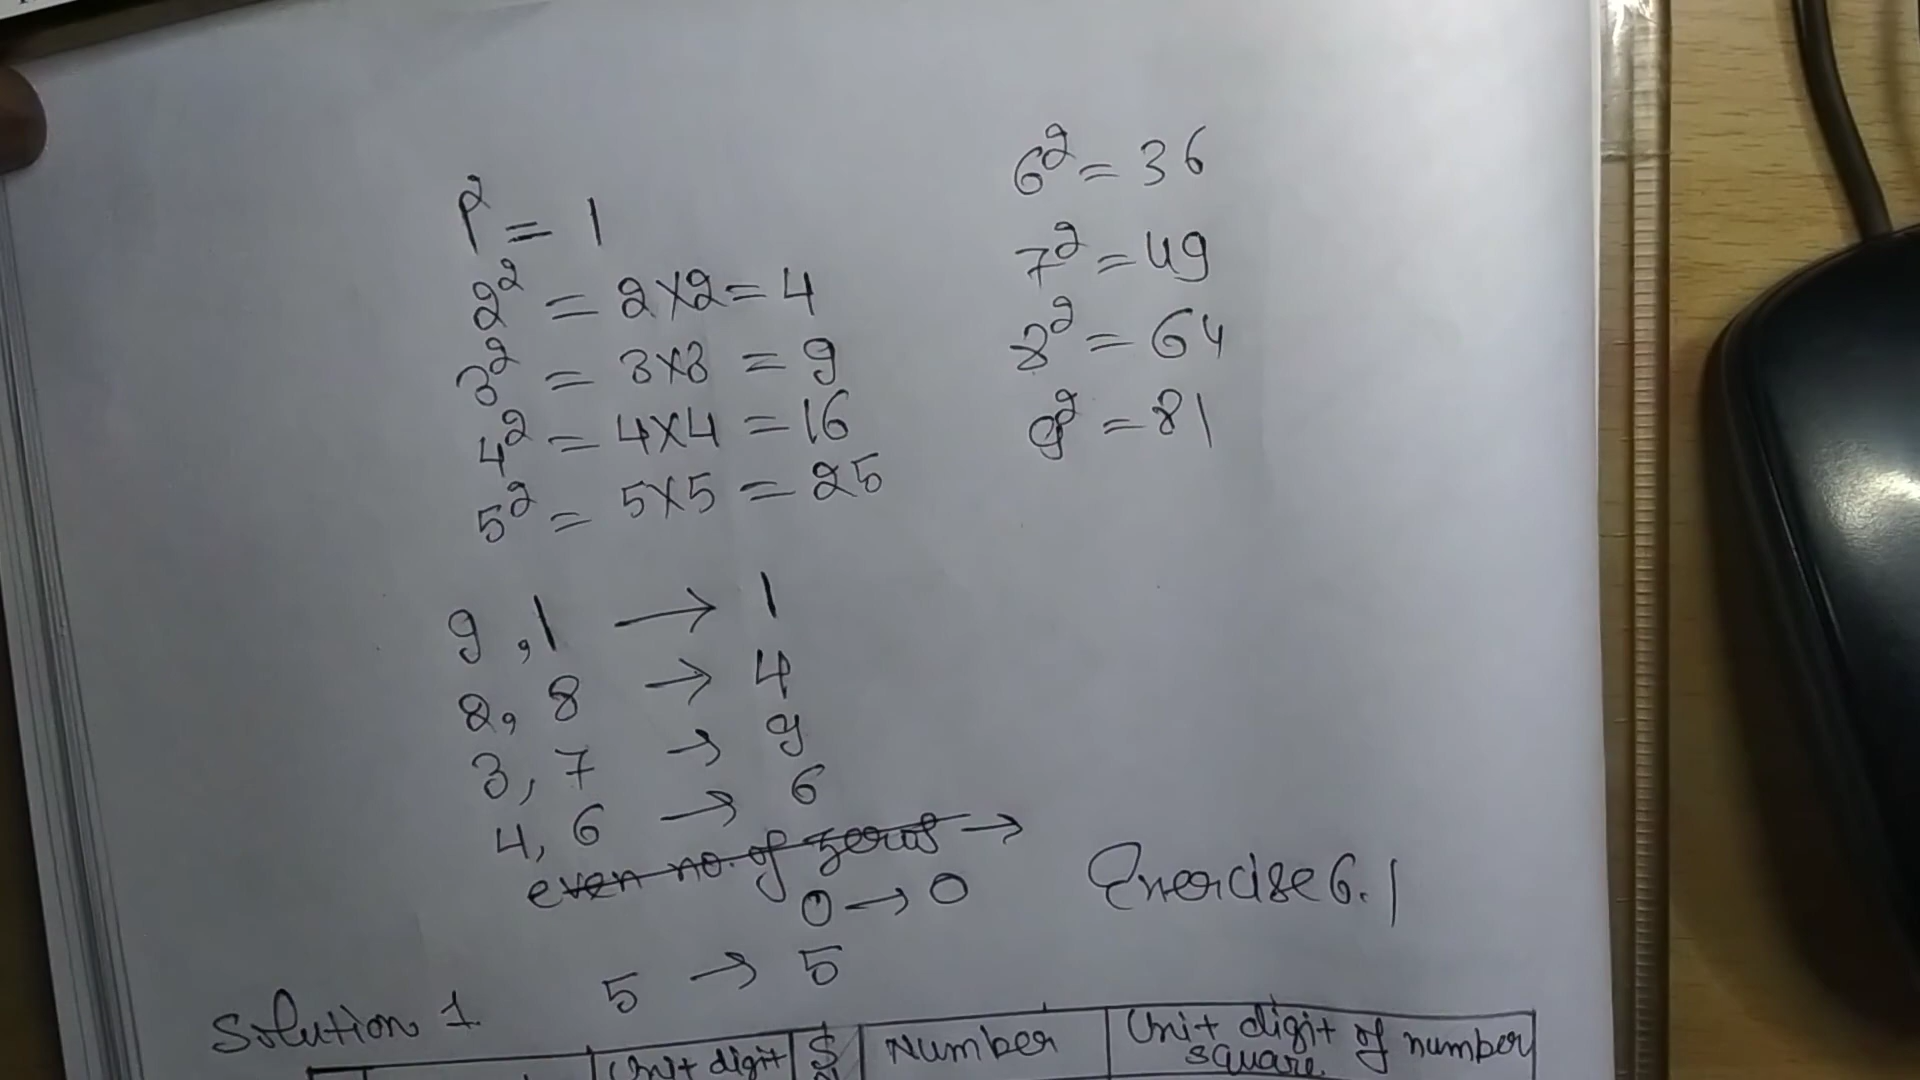 1² = 1
2² = 2×2 = 4
3² = 3×3 = 9
4² = 4×4 = 16
5² = 5×5 = 25
6² = 36
7² = 49
8² = 64
9² = 81
9, 1 → 1
2, 8 → 4
3, 7 → 9
4, 6 → 6
even no. of zeros →
0 → 0
5 → 5
Exercise 6.1
Solution 1.
Unit digit
S
Number
Unit digit of number
square